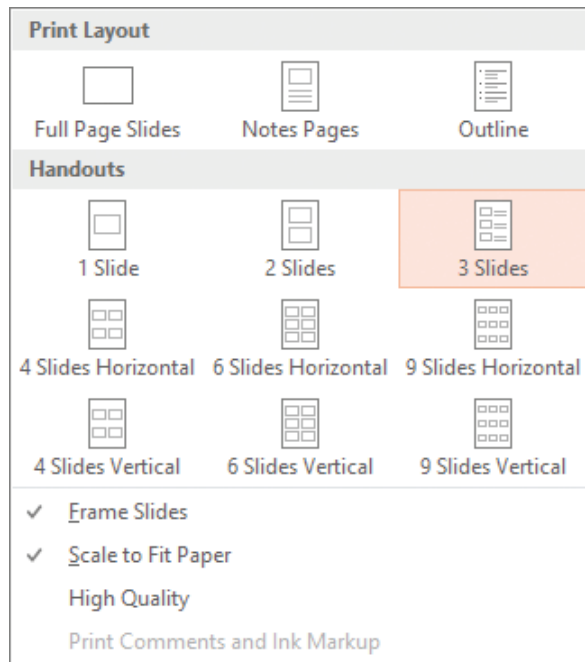 Print Layout
Full Page Slides Notes Pages Outline
Handouts
1 Slide 2 Slides 3 Slides
4 Slides Horizontal 6 Slides Horizontal 9 Slides Horizontal
4 Slides Vertical 6 Slides Vertical 9 Slides Vertical
Frame Slides
Scale to Fit Paper
High Quality
Print Comments and Ink Markup